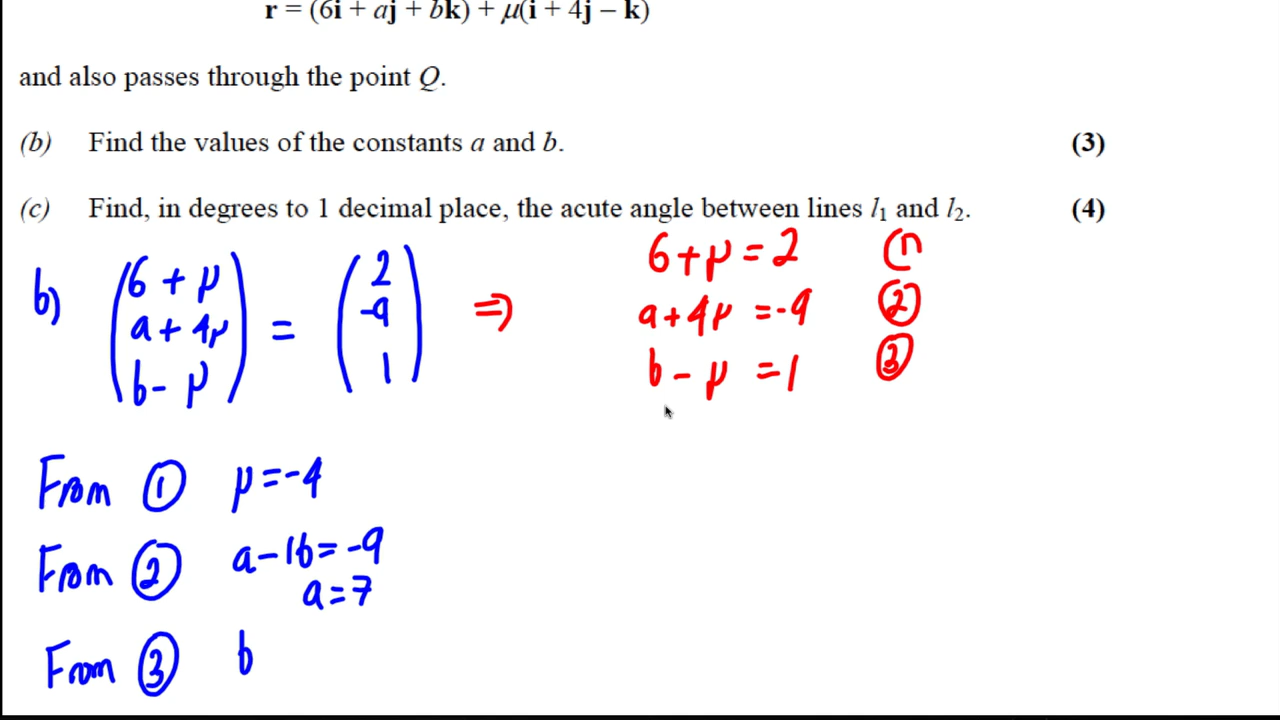 r = (6i + aj + bk) + μ(i + 4j − k)
and also passes through the point Q.
(b) Find the values of the constants a and b. (3)
(c) Find, in degrees to 1 decimal place, the acute angle between lines l₁ and l₂. (4)
b) (6 + μ) = (2) ⇒ 6 + μ = 2 (1)
(a + 4μ) (-9) a + 4μ = -9 (2)
(b - μ) (1) b - μ = 1 (3)
From (1) μ = -4
From (2) a - 16 = -9
a = 7
From (3) b